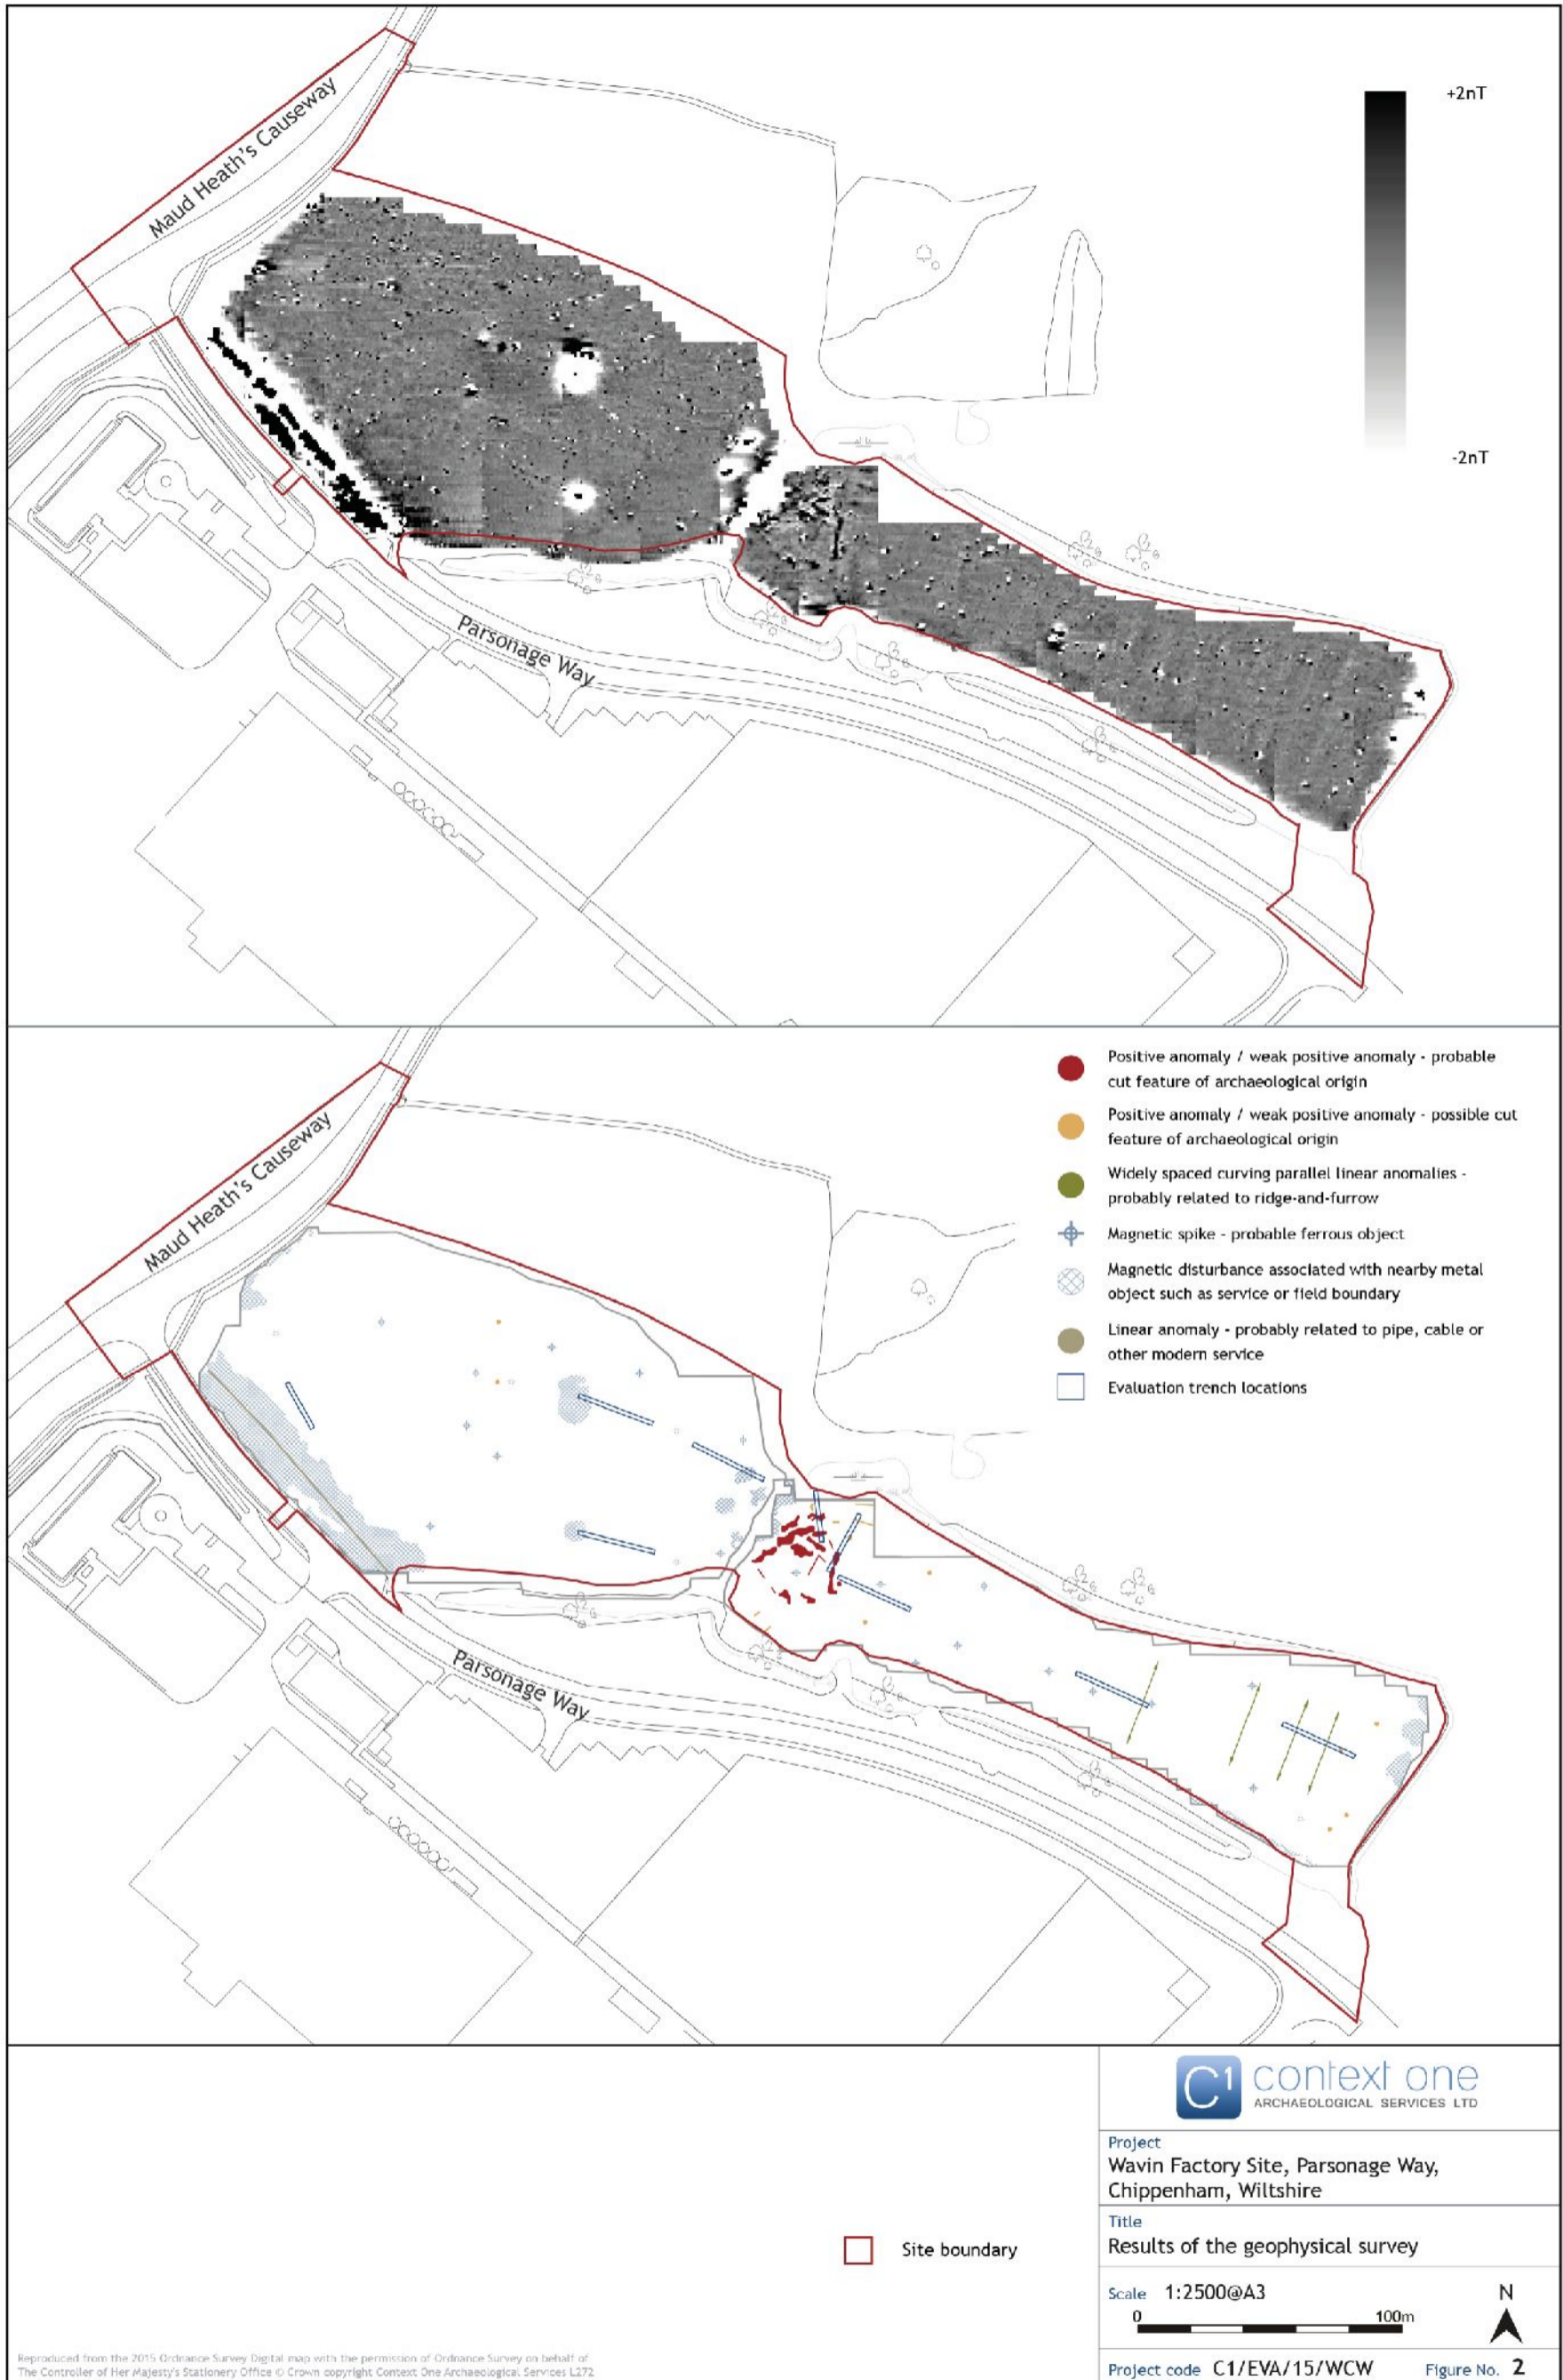 +2nT
Maud Heath's Causeway
-2nT
Parsonage Way
Positive anomaly / weak positive anomaly - probable
cut feature of archaeological origin
Positive anomaly / weak positive anomaly - possible cut
feature of archaeological origin
Maud Heath's Causeway
Widely spaced curving parallel linear anomalies -
probably related to ridge-and-furrow
Magnetic spike - probable ferrous object
Magnetic disturbance associated with nearby metal
object such as service or field boundary
Linear anomaly - probably related to pipe, cable or
other modern service
Evaluation trench locations
Parsonage Way
Site boundary
C1 context one
ARCHAEOLOGICAL SERVICES LTD
Project
Wavin Factory Site, Parsonage Way,
Chippenham, Wiltshire
Title
Results of the geophysical survey
Scale 1:2500@A3
N
0 100m
Project code C1/EVA/15/WCW Figure No. 2
Reproduced from the 2015 Ordnance Survey Digital map with the permission of Ordnance Survey on behalf of
The Controller of Her Majesty's Stationery Office © Crown copyright Context One Archaeological Services L272